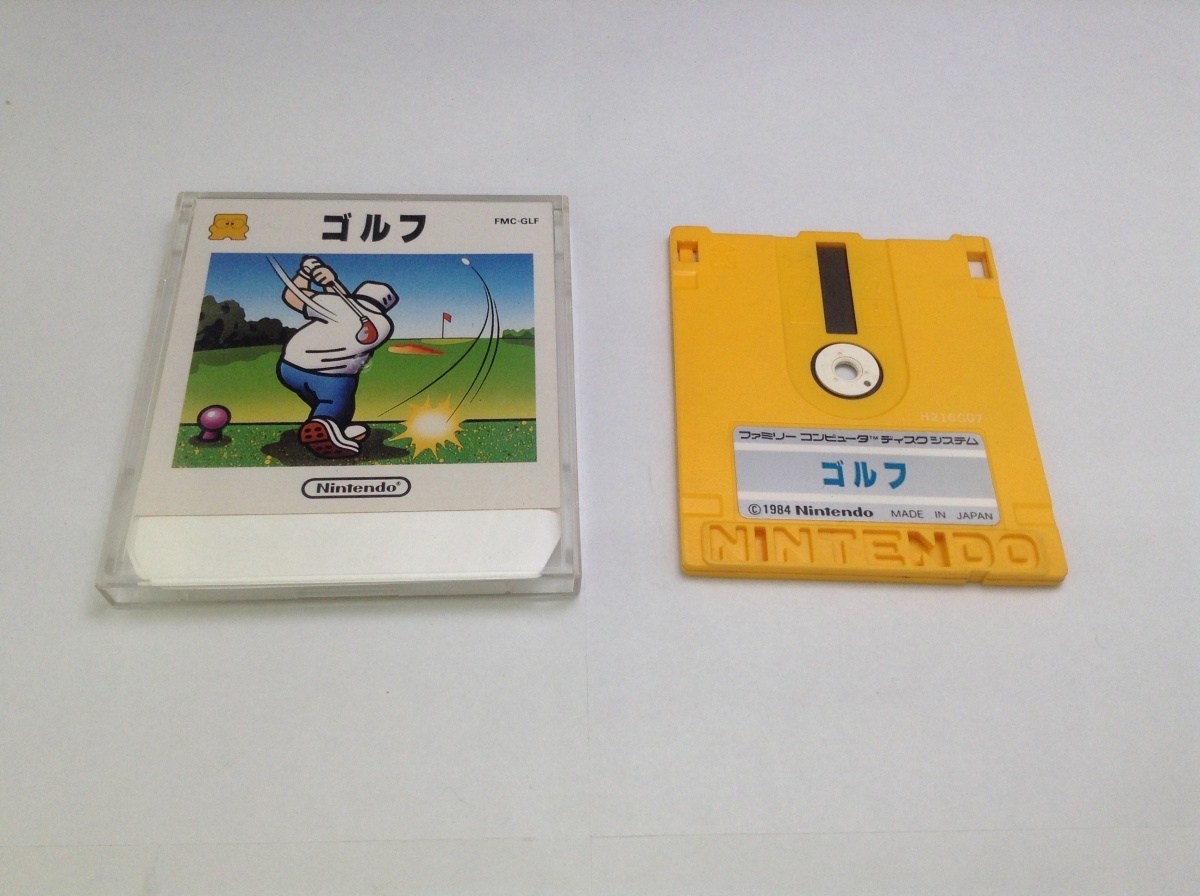 ゴルフ
FMC-GLF
Nintendo®
H216G07
ファミリー コンピュータ™ ディスクシステム
ゴルフ
©1984 Nintendo MADE IN JAPAN
NINTENDO